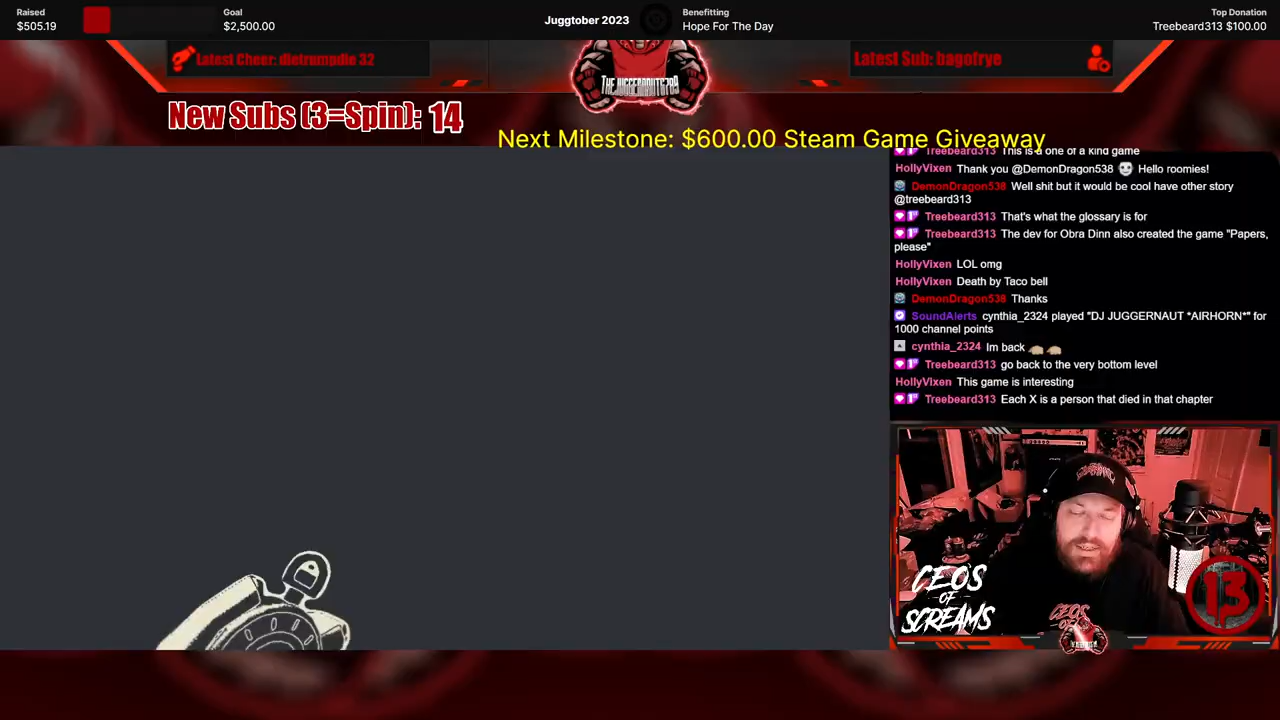 Raised
$505.19
Goal
$2,500.00
Juggtober 2023
Benefitting
Hope For The Day
Top Donation
Treebeard313 $100.00
Latest Cheer: dietrumpdie 32
THEJUGGERNAUT6789
Latest Sub: bagofrye
New Subs (3=Spin): 14
Next Milestone: $600.00 Steam Game Giveaway
Treebeard313 This is a one of a kind game
HollyVixen Thank you @DemonDragon538 Hello roomies!
DemonDragon538 Well shit but it would be cool have other story
@treebeard313
Treebeard313 That's what the glossary is for
Treebeard313 The dev for Obra Dinn also created the game "Papers,
please"
HollyVixen LOL omg
HollyVixen Death by Taco bell
DemonDragon538 Thanks
SoundAlerts cynthia_2324 played "DJ JUGGERNAUT *AIRHORN*" for
1000 channel points
cynthia_2324 Im back
Treebeard313 go back to the very bottom level
HollyVixen This game is interesting
Treebeard313 Each X is a person that died in that chapter
CEOS
OF
SCREAMS
CEOS
OF
13